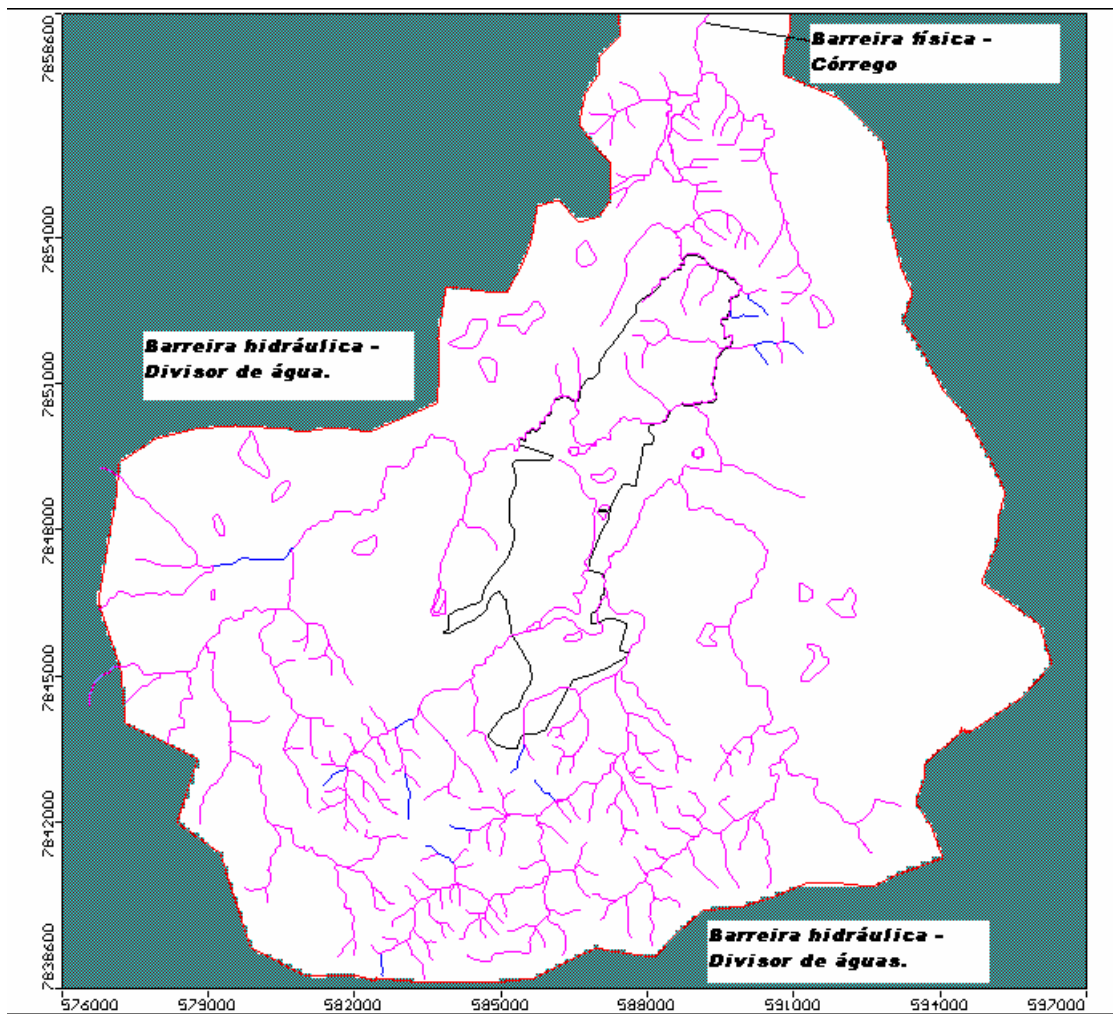 Barreira física –
Córrego
Barreira hidráulica –
Divisor de água.
Barreira hidráulica –
Divisor de águas.
7858600
7851000
7851000
7848000
7845000
7842000
7838600
576000
579000
582000
585000
588000
591000
594000
597000